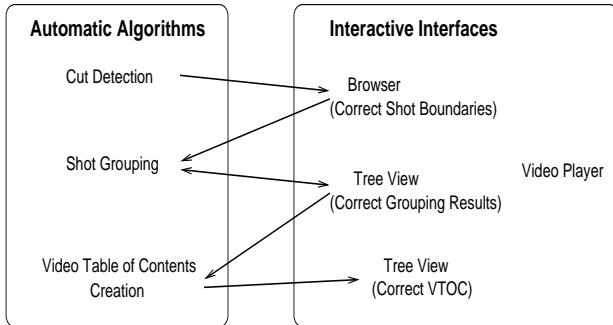 Automatic Algorithms
Interactive Interfaces
Cut Detection
Browser
(Correct Shot Boundaries)
Shot Grouping
Tree View
(Correct Grouping Results)
Video Player
Video Table of Contents
Creation
Tree View
(Correct VTOC)